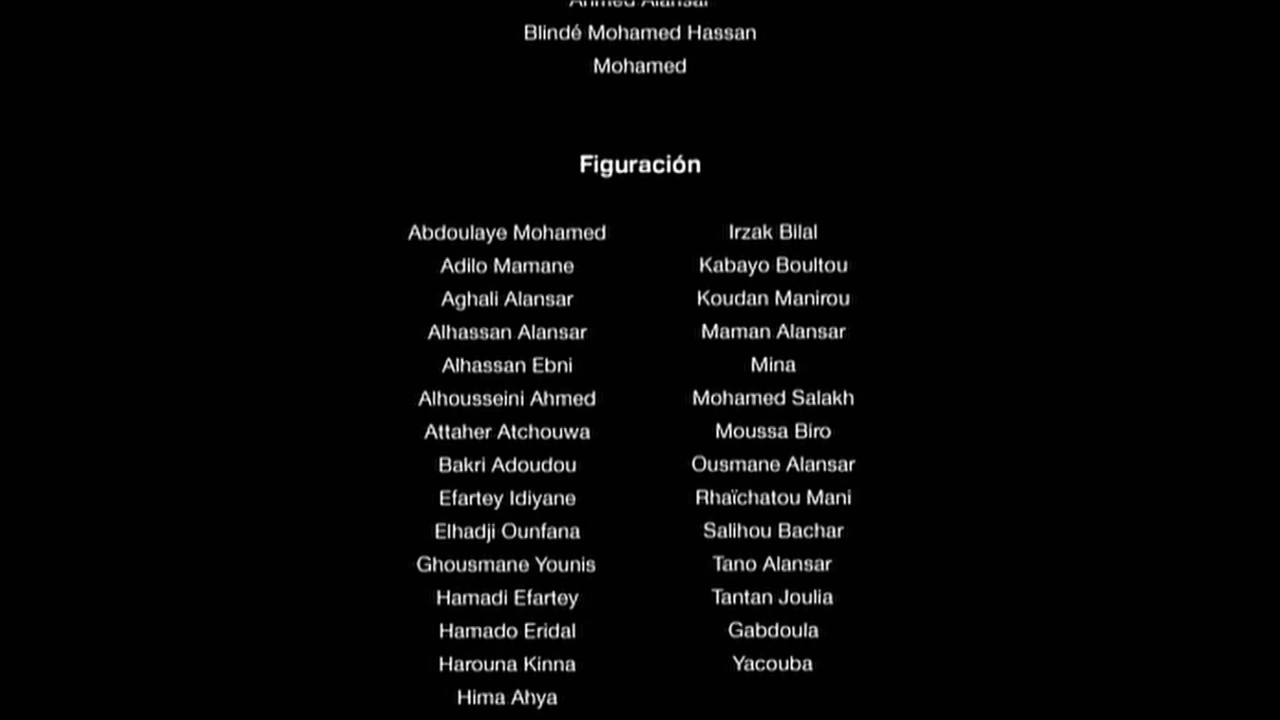 Ahmed Alansar
Blindé Mohamed Hassan
Mohamed
Figuración
Abdoulaye Mohamed
Adilo Mamane
Aghali Alansar
Alhassan Alansar
Alhassan Ebni
Alhousseini Ahmed
Attaher Atchouwa
Bakri Adoudou
Efartey Idiyane
Elhadji Ounfana
Ghousmane Younis
Hamadi Efartey
Hamado Eridal
Harouna Kinna
Hima Ahya
Irzak Bilal
Kabayo Boultou
Koudan Manirou
Maman Alansar
Mina
Mohamed Salakh
Moussa Biro
Ousmane Alansar
Rhaïchatou Mani
Salihou Bachar
Tano Alansar
Tantan Joulia
Gabdoula
Yacouba